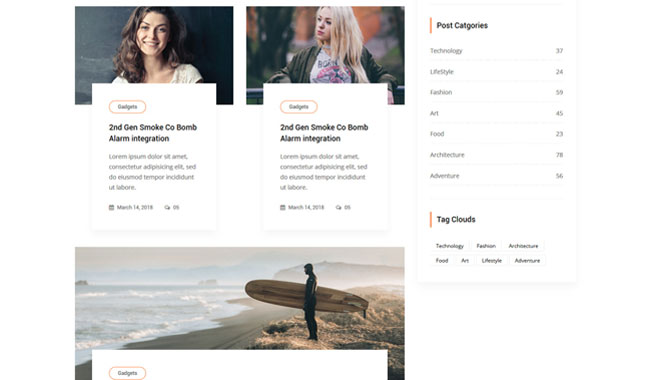 Gadgets
2nd Gen Smoke Co Bomb
Alarm integration
Lorem ipsum dolor sit amet,
consectetur adipisicing elit, sed
do eiusmod tempor incididunt
ut labore.
March 14, 2018 05
Gadgets
2nd Gen Smoke Co Bomb
Alarm integration
Lorem ipsum dolor sit amet,
consectetur adipisicing elit, sed
do eiusmod tempor incididunt
ut labore.
March 14, 2018 05
Gadgets
Post Catgories
Technology 37
LifeStyle 24
Fashion 59
Art 45
Food 23
Architecture 78
Adventure 56
Tag Clouds
Technology Fashion Architecture
Food Art Lifestyle Adventure